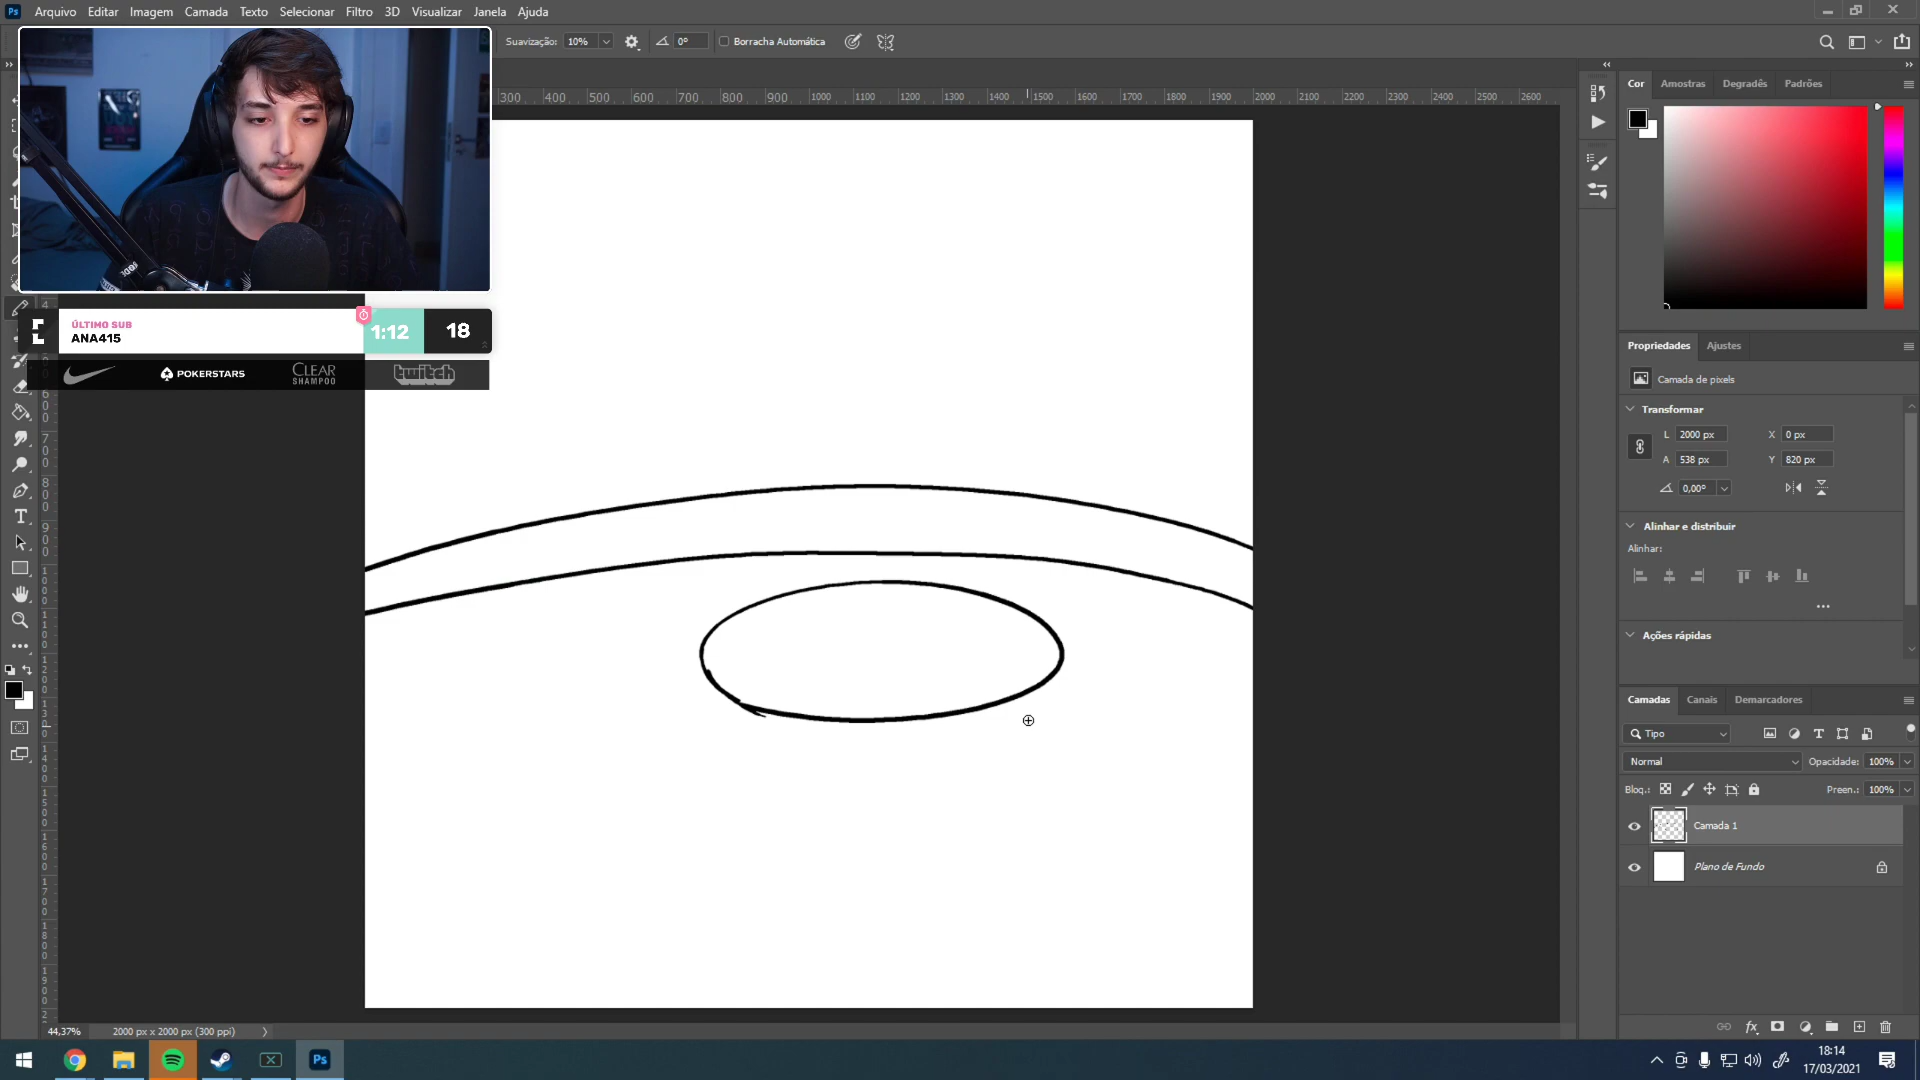 Ps Arquivo Editar Imagem Camada Texto Selecionar Filtro 3D Visualizar Janela Ajuda
Suavização: 10% 0° Borracha Automática
300 400 500 600 700 800 900 1000 1100 1200 1300 1400 1500 1600 1700 1800 1900 2000 2100 2200 2300 2400 2500 2600
ÚLTIMO SUB
ANA415
1:12
18
POKERSTARS
CLEAR
SHAMPOO
twitch
Cor Amostras Degradês Padrões
Propriedades Ajustes
Camada de pixels
Transformar
L 2000 px X 0 px
A 538 px Y 820 px
0,00°
Alinhar e distribuir
Alinhar:
Ações rápidas
Camadas Canais Demarcadores
Tipo
Normal Opacidade: 100%
Bloq.: Preen.: 100%
Camada 1
Plano de Fundo
44,37% 2000 px x 2000 px (300 ppi)
Ps
18:14
17/03/2021